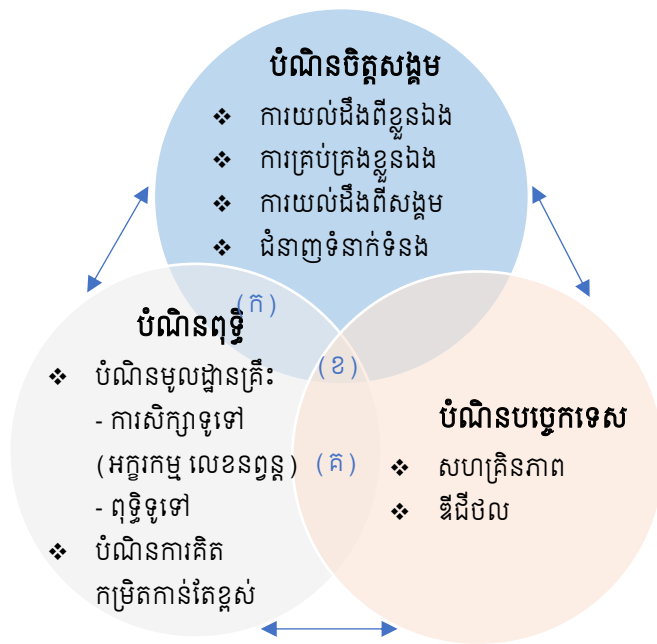 បំណិនចិត្តសង្គម
❖ ការយល់ដឹងពីខ្លួនឯង
❖ ការគ្រប់គ្រងខ្លួនឯង
❖ ការយល់ដឹងពីសង្គម
❖ ជំនាញទំនាក់ទំនង
(ក)
បំណិនពុទ្ធិ
❖ បំណិនមូលដ្ឋានគ្រឹះ
- ការសិក្សាទូទៅ
(អក្ខរកម្ម លេខនព្វន្ត)
- ពុទ្ធិទូទៅ
❖ បំណិនការគិត
កម្រិតកាន់តែខ្ពស់
(ខ)
(គ)
បំណិនបច្ចេកទេស
❖ សហគ្រិនភាព
❖ ឌីជីថល